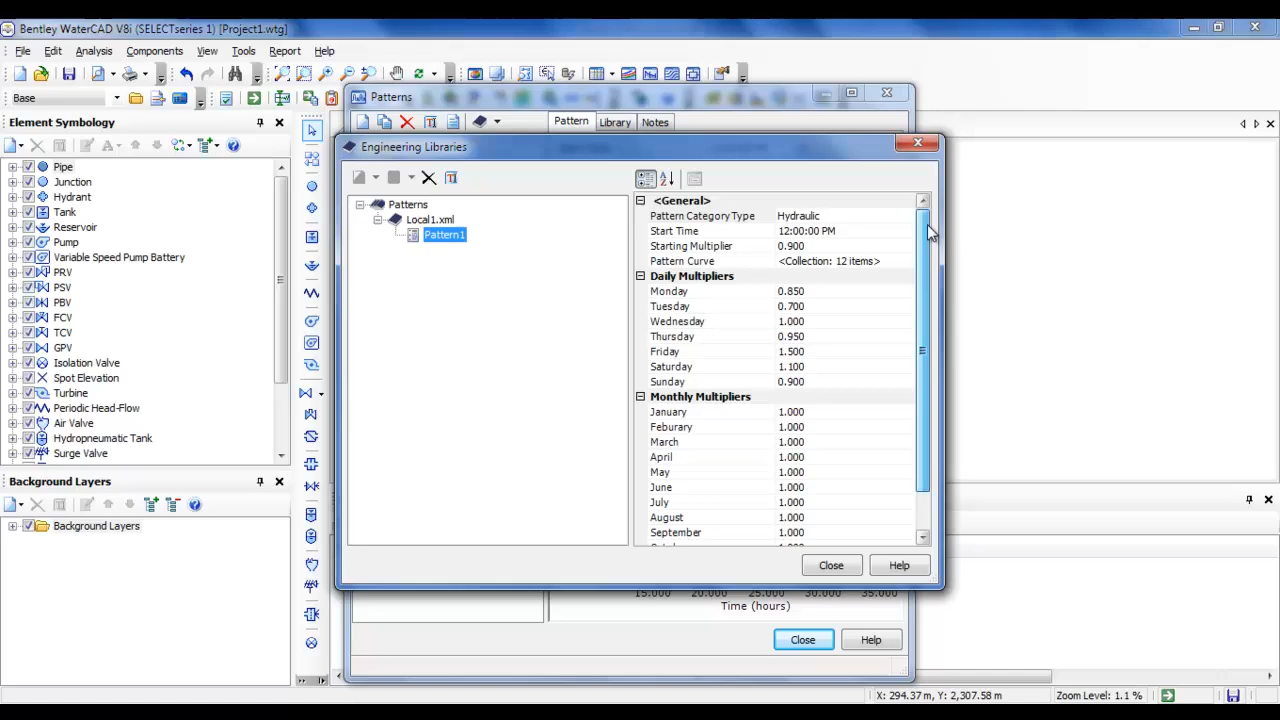 Bentley WaterCAD V8i (SELECTseries 1) [Project1.wtg]
File Edit Analysis Components View Tools Report Help
Base
Patterns
Element Symbology
Pattern Library Notes
Engineering Libraries
Pipe
Junction
Hydrant
Tank
Reservoir
Pump
Variable Speed Pump Battery
PRV
PSV
PBV
FCV
TCV
GPV
Isolation Valve
Spot Elevation
Turbine
Periodic Head-Flow
Air Valve
Hydropneumatic Tank
Surge Valve
Background Layers
Background Layers
Patterns
Local1.xml
Pattern1
<General>
Pattern Category Type Hydraulic
Start Time 12:00:00 PM
Starting Multiplier 0.900
Pattern Curve <Collection: 12 items>
Daily Multipliers
Monday 0.850
Tuesday 0.700
Wednesday 1.000
Thursday 0.950
Friday 1.500
Saturday 1.100
Sunday 0.900
Monthly Multipliers
January 1.000
Feburary 1.000
March 1.000
April 1.000
May 1.000
June 1.000
July 1.000
August 1.000
September 1.000
Close Help
15.000 20.000 25.000 30.000 35.000
Time (hours)
Close Help
X: 294.37 m, Y: 2,307.58 m Zoom Level: 1.1 %